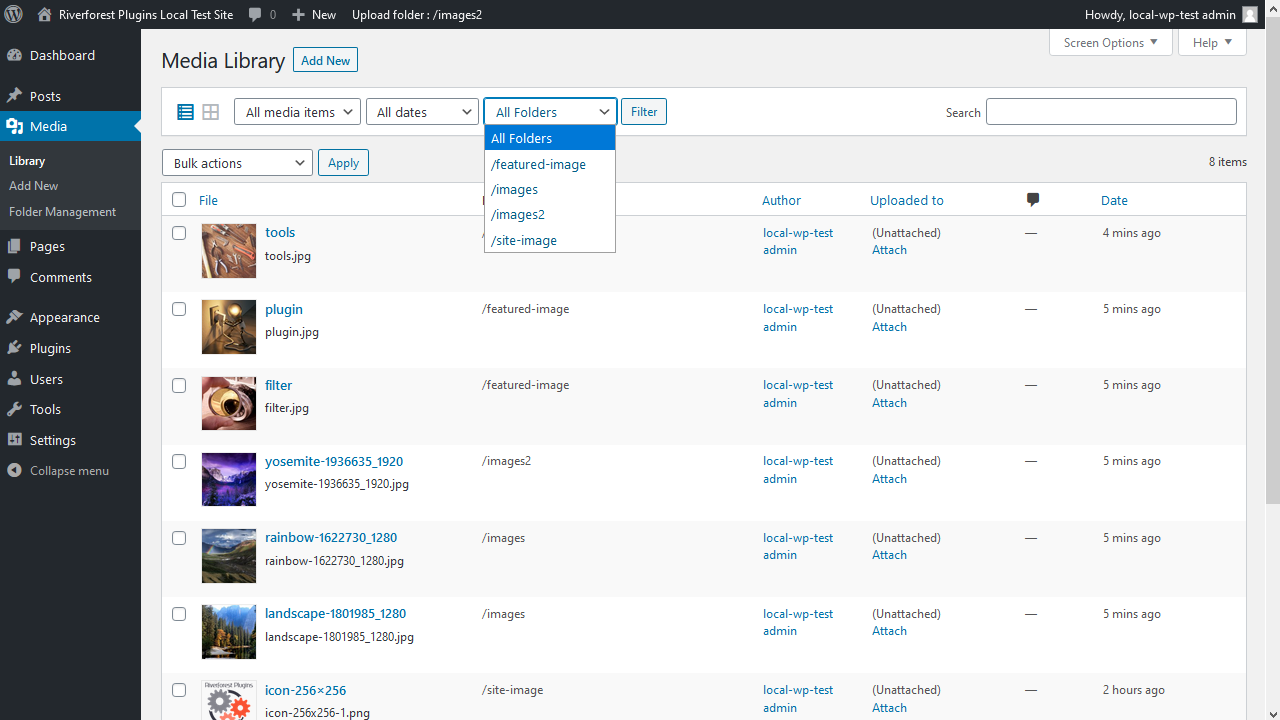 Riverforest Plugins Local Test Site 0 New Upload folder : /images2 Howdy, local-wp-test admin
Dashboard
Posts
Media
Library
Add New
Folder Management
Pages
Comments
Appearance
Plugins
Users
Tools
Settings
Collapse menu
Screen Options Help
Media Library Add New
All media items All dates All Folders Filter Search
All Folders
/featured-image
/images
/images2
/site-image
Bulk actions Apply 8 items
File Author Uploaded to Date
tools local-wp-test admin (Unattached) Attach — 4 mins ago
tools.jpg
plugin /featured-image local-wp-test admin (Unattached) Attach — 5 mins ago
plugin.jpg
filter /featured-image local-wp-test admin (Unattached) Attach — 5 mins ago
filter.jpg
yosemite-1936635_1920 /images2 local-wp-test admin (Unattached) Attach — 5 mins ago
yosemite-1936635_1920.jpg
rainbow-1622730_1280 /images local-wp-test admin (Unattached) Attach — 5 mins ago
rainbow-1622730_1280.jpg
landscape-1801985_1280 /images local-wp-test admin (Unattached) Attach — 5 mins ago
landscape-1801985_1280.jpg
Riverforest Plugins
icon-256×256 /site-image local-wp-test admin (Unattached) Attach — 2 hours ago
icon-256x256-1.png